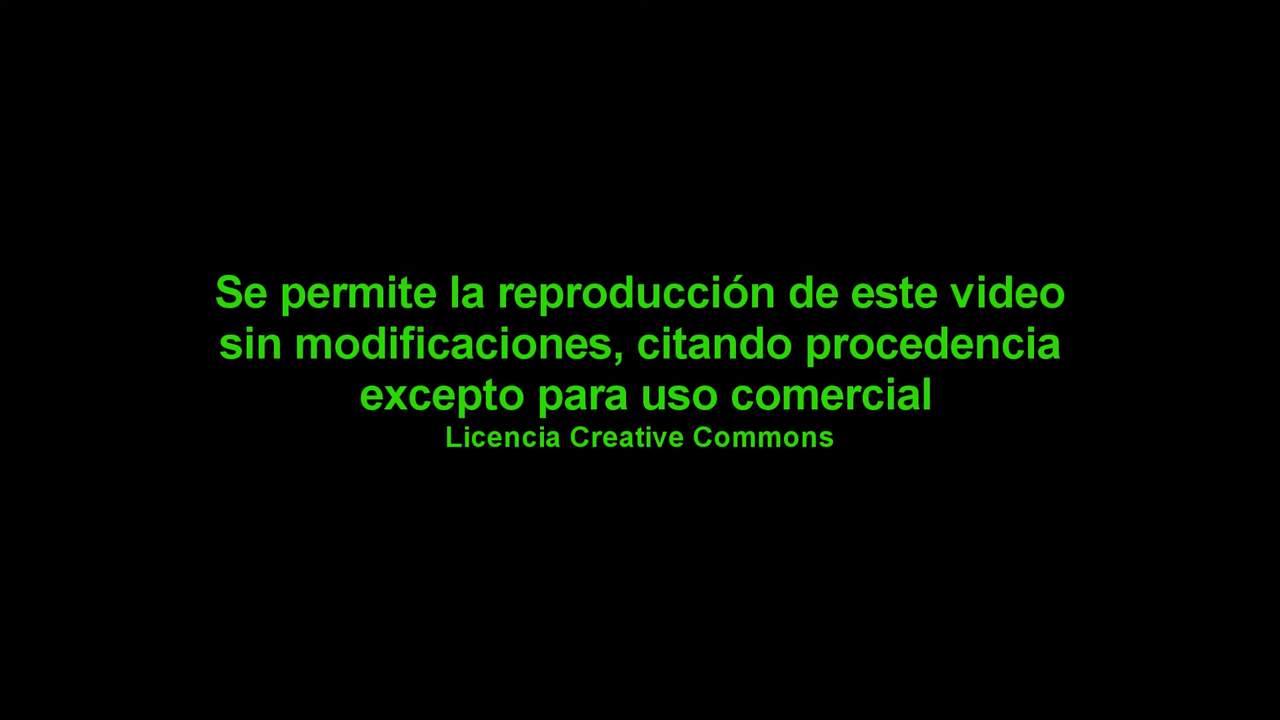 Se permite la reproducción de este video
sin modificaciones, citando procedencia
excepto para uso comercial
Licencia Creative Commons